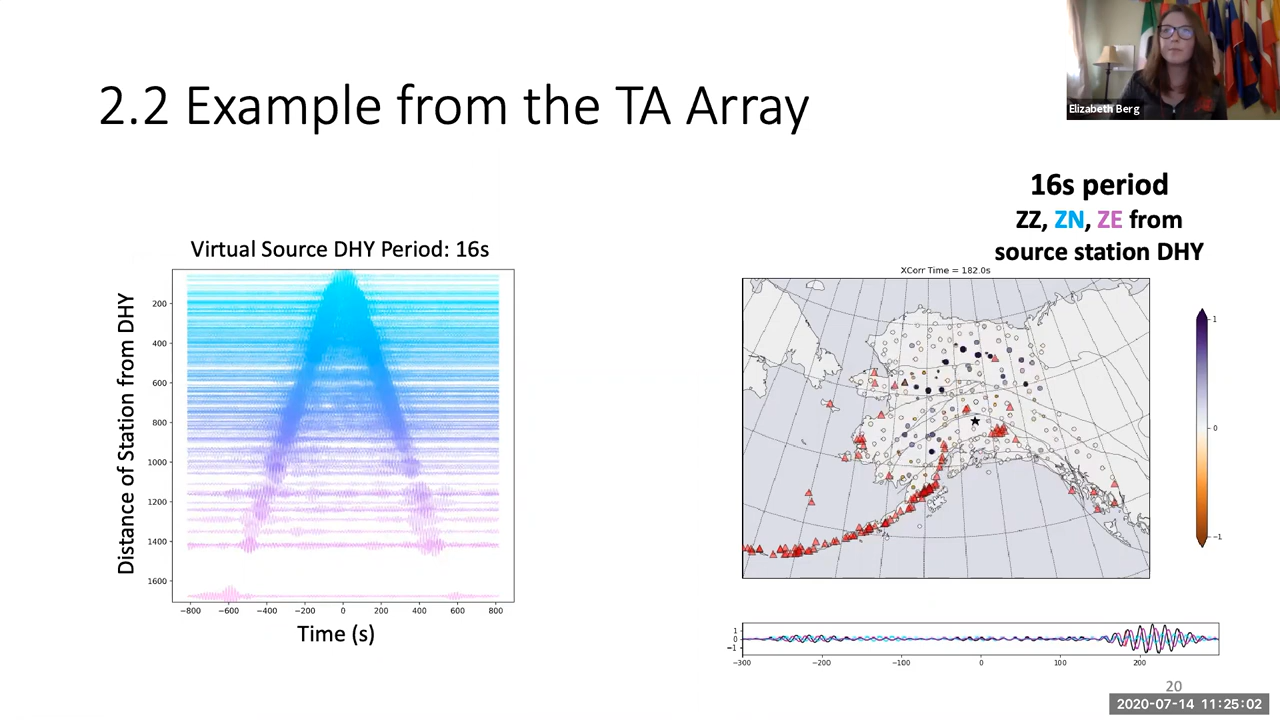 Elizabeth Berg
2.2 Example from the TA Array
16s period
ZZ, ZN, ZE from
source station DHY
Virtual Source DHY Period: 16s
Distance of Station from DHY
200
400
600
800
1000
1200
1400
1600
−800 −600 −400 −200 0 200 400 600 800
Time (s)
XCorr Time = 182.0s
1
0
−1
1
0
−1
−300 −200 −100 0 100 200
20
2020-07-14 11:25:02